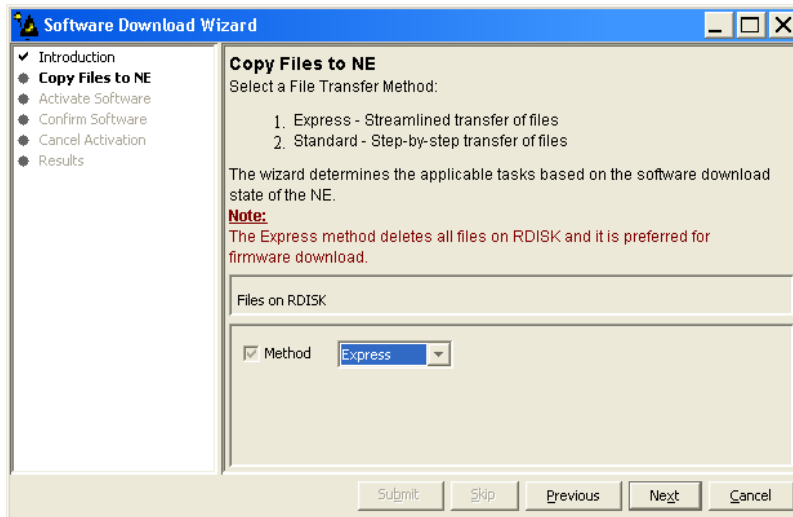 Software Download Wizard
Introduction
Copy Files to NE
Activate Software
Confirm Software
Cancel Activation
Results
Copy Files to NE
Select a File Transfer Method:
1. Express - Streamlined transfer of files
2. Standard - Step-by-step transfer of files
The wizard determines the applicable tasks based on the software download
state of the NE.
Note:
The Express method deletes all files on RDISK and it is preferred for
firmware download.
Files on RDISK
Method Express
Submit Skip Previous Next Cancel